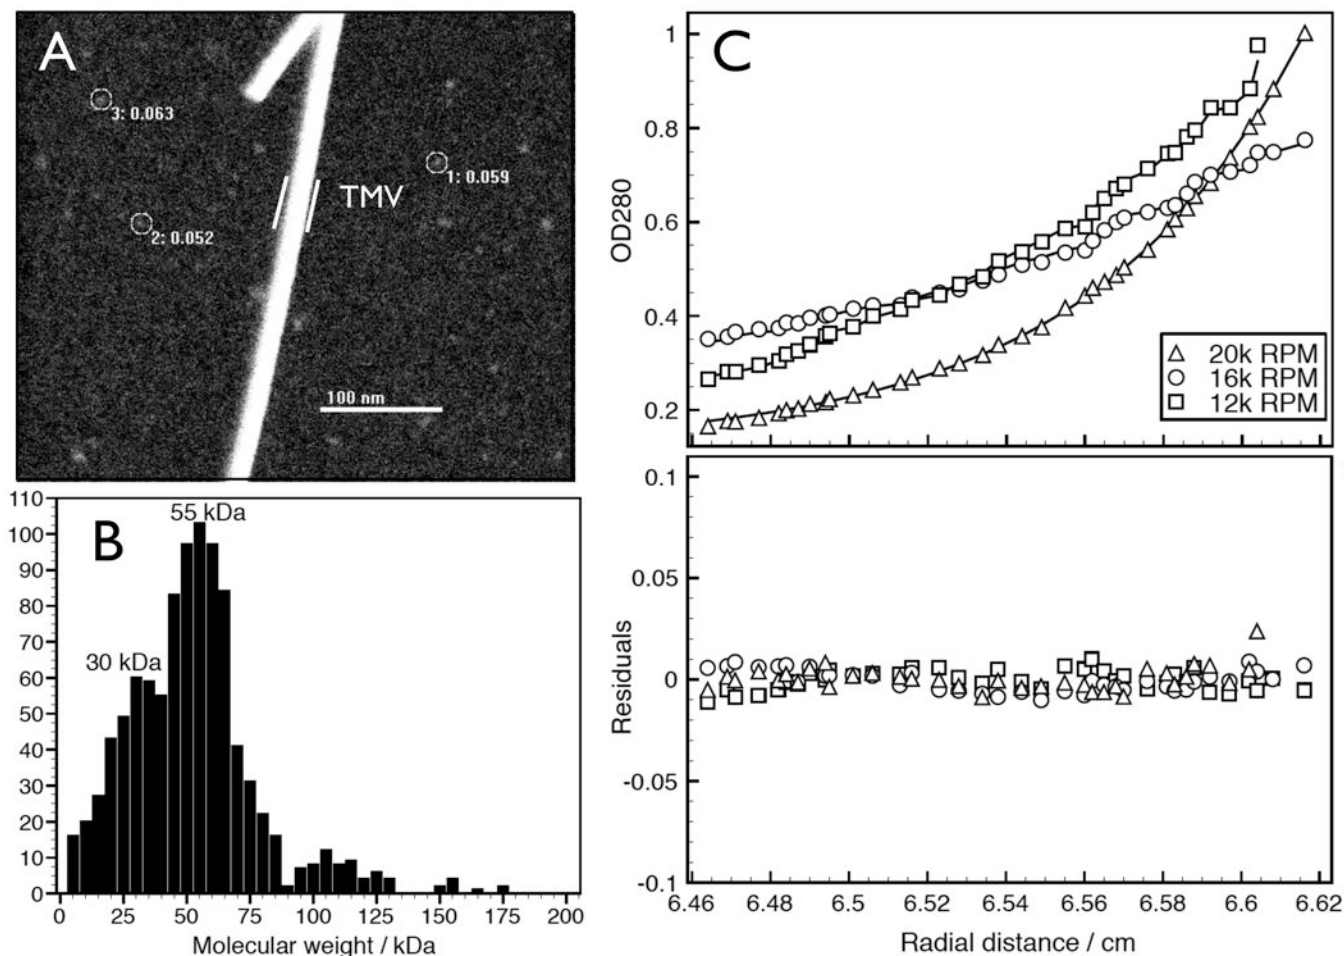 A
3: 0.063
1: 0.059
TMV
2: 0.052
100 nm
B
110
100
90
80
70
60
50
40
30
20
10
0
55 kDa
30 kDa
0 25 50 75 100 125 150 175 200
Molecular weight / kDa
C
OD280
1
0.8
0.6
0.4
0.2
20k RPM
16k RPM
12k RPM
Residuals
0.1
0.05
0
-0.05
-0.1
6.46 6.48 6.5 6.52 6.54 6.56 6.58 6.6 6.62
Radial distance / cm